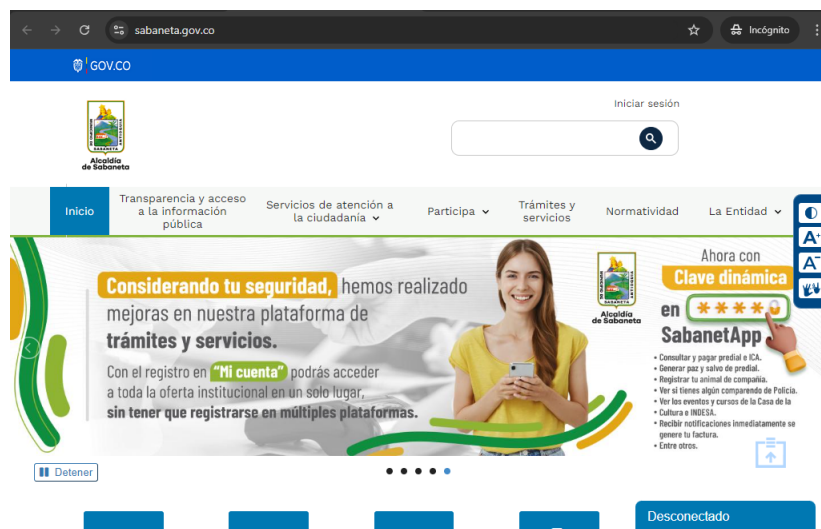 sabaneta.gov.co
Incógnito
GOV.CO
Iniciar sesión
Alcaldía
de Sabaneta
Inicio
Transparencia y acceso
a la información
pública
Servicios de atención a
la ciudadanía
Participa
Trámites y
servicios
Normatividad
La Entidad
A+
A-
Considerando tu seguridad, hemos realizado
mejoras en nuestra plataforma de
trámites y servicios.
Con el registro en "Mi cuenta" podrás acceder
a toda la oferta institucional en un solo lugar,
sin tener que registrarse en múltiples plataformas.
Alcaldía
de Sabaneta
Ahora con
Clave dinámica
en ****
SabanetApp
• Consultar y pagar predial e ICA.
• Generar paz y salvo de predial.
• Registrar tu animal de compañía.
• Ver si tienes algún comparendo de Policía.
• Ver los eventos y cursos de la Casa de la
• Cultura e INDESA.
• Recibir notificaciones inmediatamente se
genere tu factura.
• Entre otros.
Detener
Desconectado